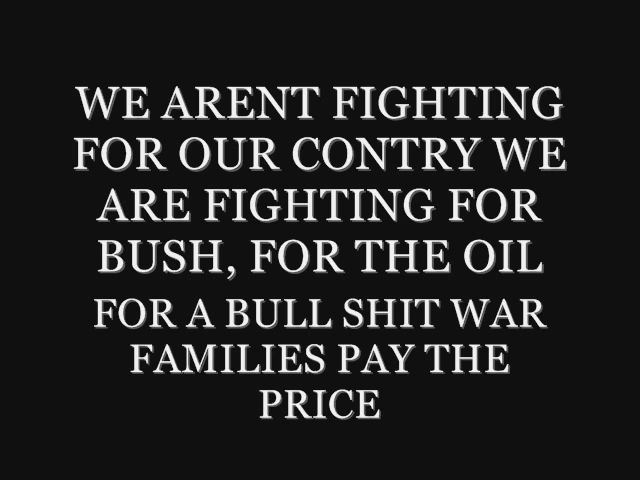 WE ARENT FIGHTING
FOR OUR CONTRY WE
ARE FIGHTING FOR
BUSH, FOR THE OIL
FOR A BULL SHIT WAR
FAMILIES PAY THE
PRICE